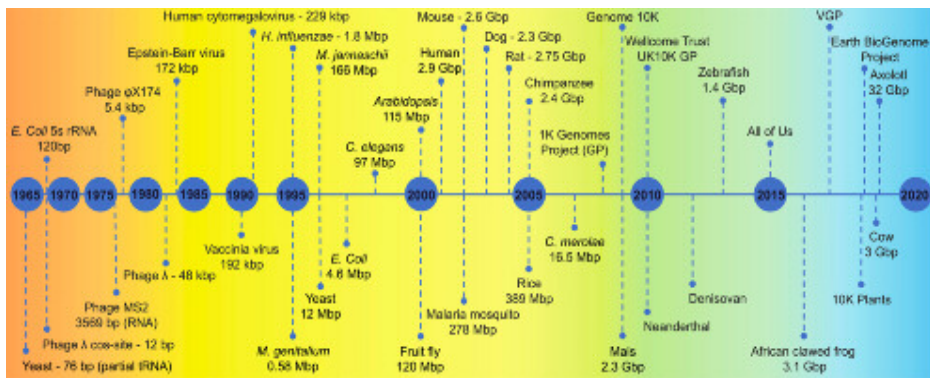 Human cytomegalovirus - 229 kbp
H. influenzae - 1.8 Mbp
M. janneschii
166 Mbp
Epstein-Barr virus
172 kbp
Phage φX174
5.4 kbp
E. Coli 5s rRNA
120bp
Mouse - 2.6 Gbp
Dog - 2.3 Gbp
Rat - 2.75 Gbp
Human
2.9 Gbp
Arabidopsis
115 Mbp
C. elegans
97 Mbp
Chimpanzee
2.4 Gbp
1K Genomes
Project (GP)
Genome 10K
Wellcome Trust
UK10K GP
Zebrafish
1.4 Gbp
All of Us
VGP
Earth BioGenome
Project
Axolotl
32 Gbp
1965 1970 1975 1980 1985 1990 1995 2000 2005 2010 2015 2020
Phage λ - 48 kbp
Phage MS2
3569 bp (RNA)
Phage λ cos-site - 12 bp
Yeast - 76 bp (partial tRNA)
Vaccinia virus
192 kbp
E. Coli
4.6 Mbp
Yeast
12 Mbp
M. genitalium
0.58 Mbp
Malaria mosquito
278 Mbp
Fruit fly
120 Mbp
C. merolae
16.5 Mbp
Rice
389 Mbp
Denisovan
Neanderthal
Mais
2.3 Gbp
Cow
3 Gbp
10K Plants
African clawed frog
3.1 Gbp